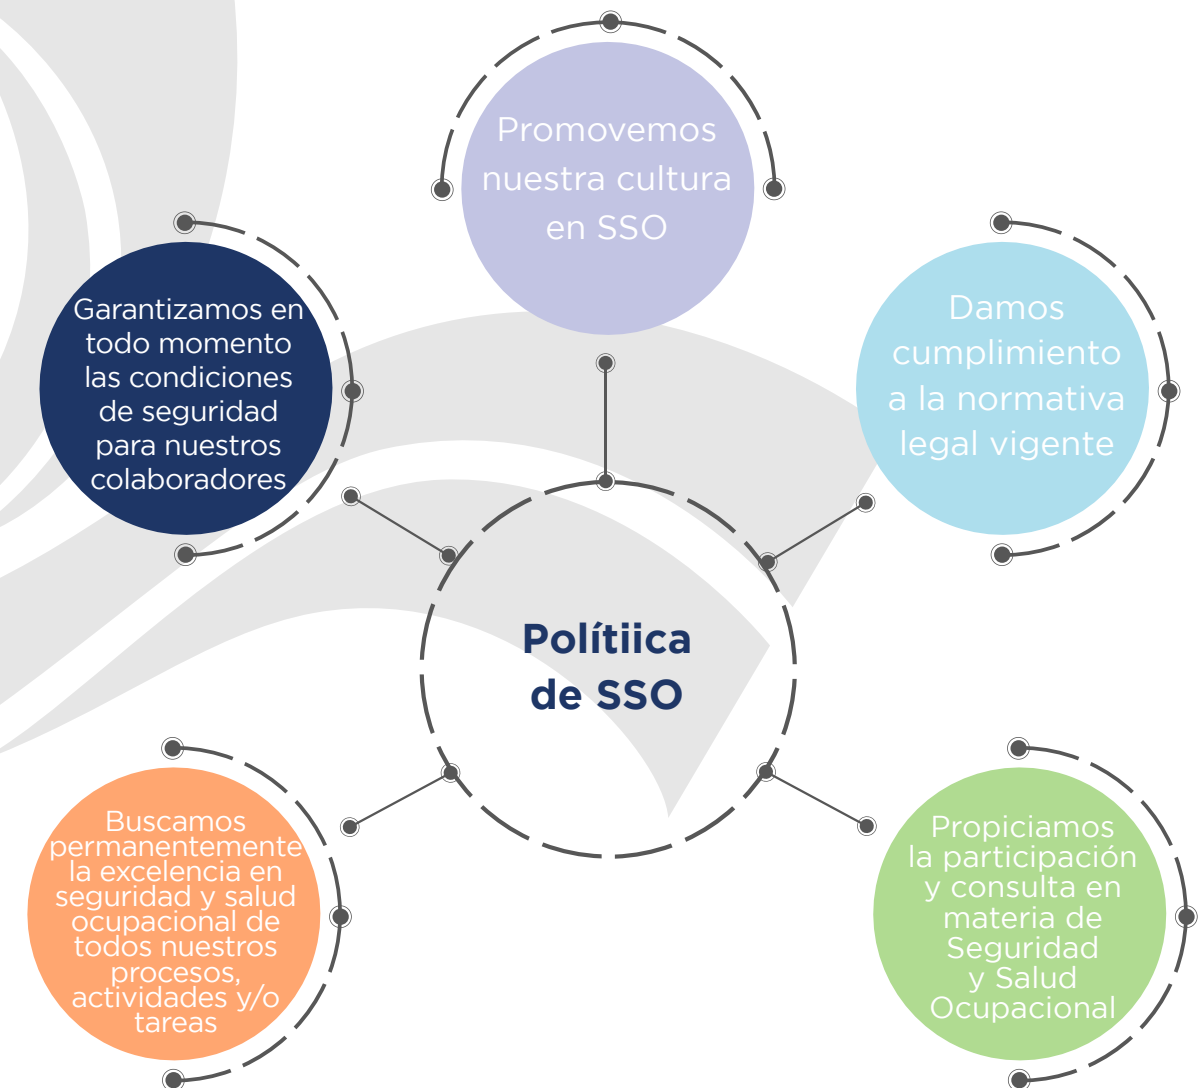 Promovemos
nuestra cultura
en SSO
Garantizamos en
todo momento
las condiciones
de seguridad
para nuestros
colaboradores
Damos
cumplimiento
a la normativa
legal vigente
Polítiica
de SSO
Buscamos
permanentemente
la excelencia en
seguridad y salud
ocupacional de
todos nuestros
procesos,
actividades y/o
tareas
Propiciamos
la participación
y consulta en
materia de
Seguridad
y Salud
Ocupacional